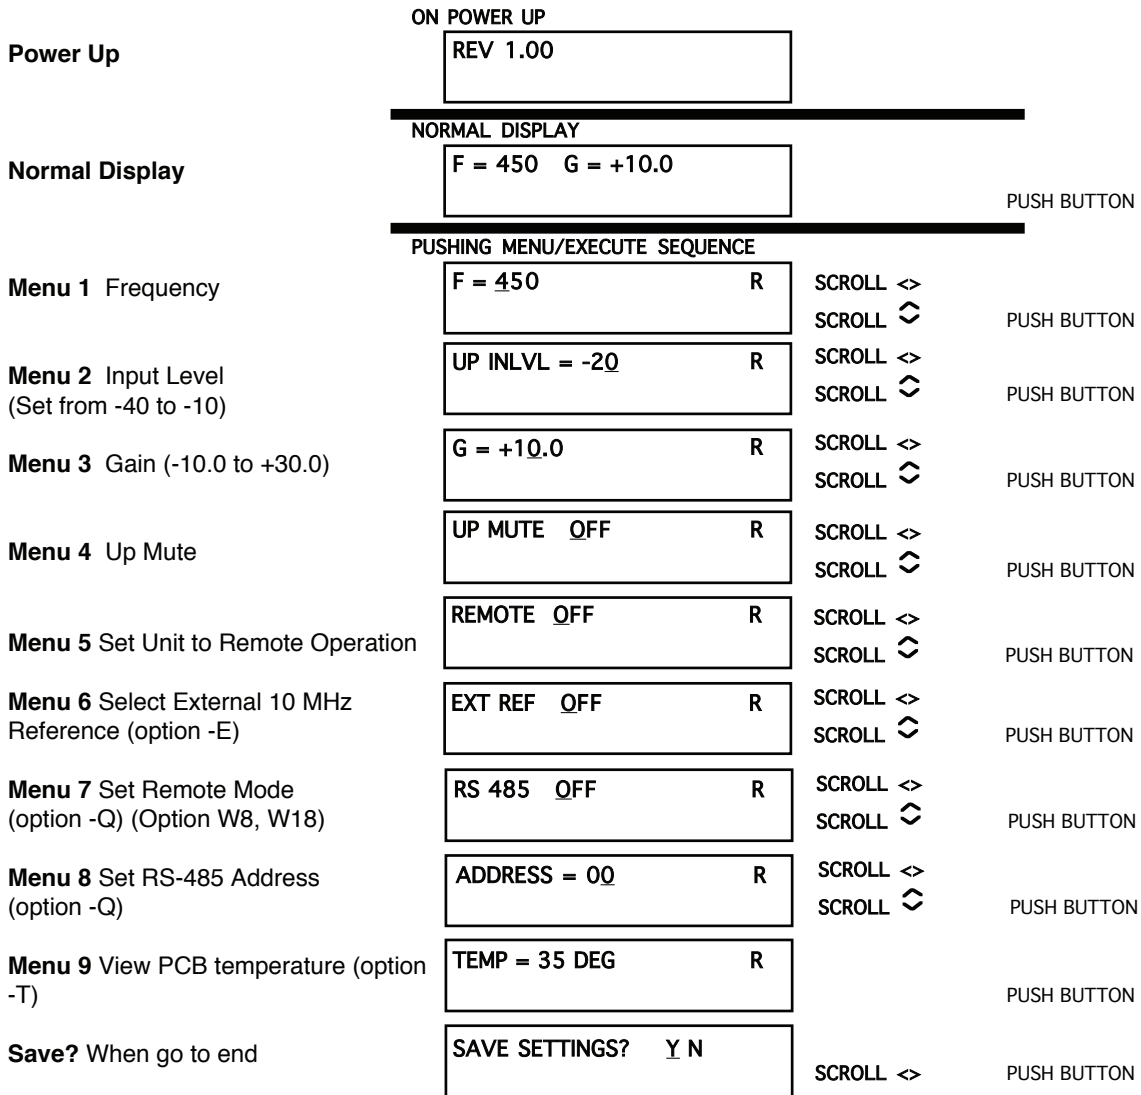 ON POWER UP
Power Up
REV 1.00
NORMAL DISPLAY
Normal Display
F = 450 G = +10.0
PUSH BUTTON
PUSHING MENU/EXECUTE SEQUENCE
Menu 1 Frequency
F = 450 R
SCROLL <>
SCROLL
PUSH BUTTON
Menu 2 Input Level
(Set from -40 to -10)
UP INLVL = -20 R
SCROLL <>
SCROLL
PUSH BUTTON
Menu 3 Gain (-10.0 to +30.0)
G = +10.0 R
SCROLL <>
SCROLL
PUSH BUTTON
Menu 4 Up Mute
UP MUTE OFF R
SCROLL <>
SCROLL
PUSH BUTTON
Menu 5 Set Unit to Remote Operation
REMOTE OFF R
SCROLL <>
SCROLL
PUSH BUTTON
Menu 6 Select External 10 MHz
Reference (option -E)
EXT REF OFF R
SCROLL <>
SCROLL
PUSH BUTTON
Menu 7 Set Remote Mode
(option -Q) (Option W8, W18)
RS 485 OFF R
SCROLL <>
SCROLL
PUSH BUTTON
Menu 8 Set RS-485 Address
(option -Q)
ADDRESS = 00 R
SCROLL <>
SCROLL
PUSH BUTTON
Menu 9 View PCB temperature (option
-T)
TEMP = 35 DEG R
PUSH BUTTON
Save? When go to end
SAVE SETTINGS? Y N
SCROLL <>
PUSH BUTTON